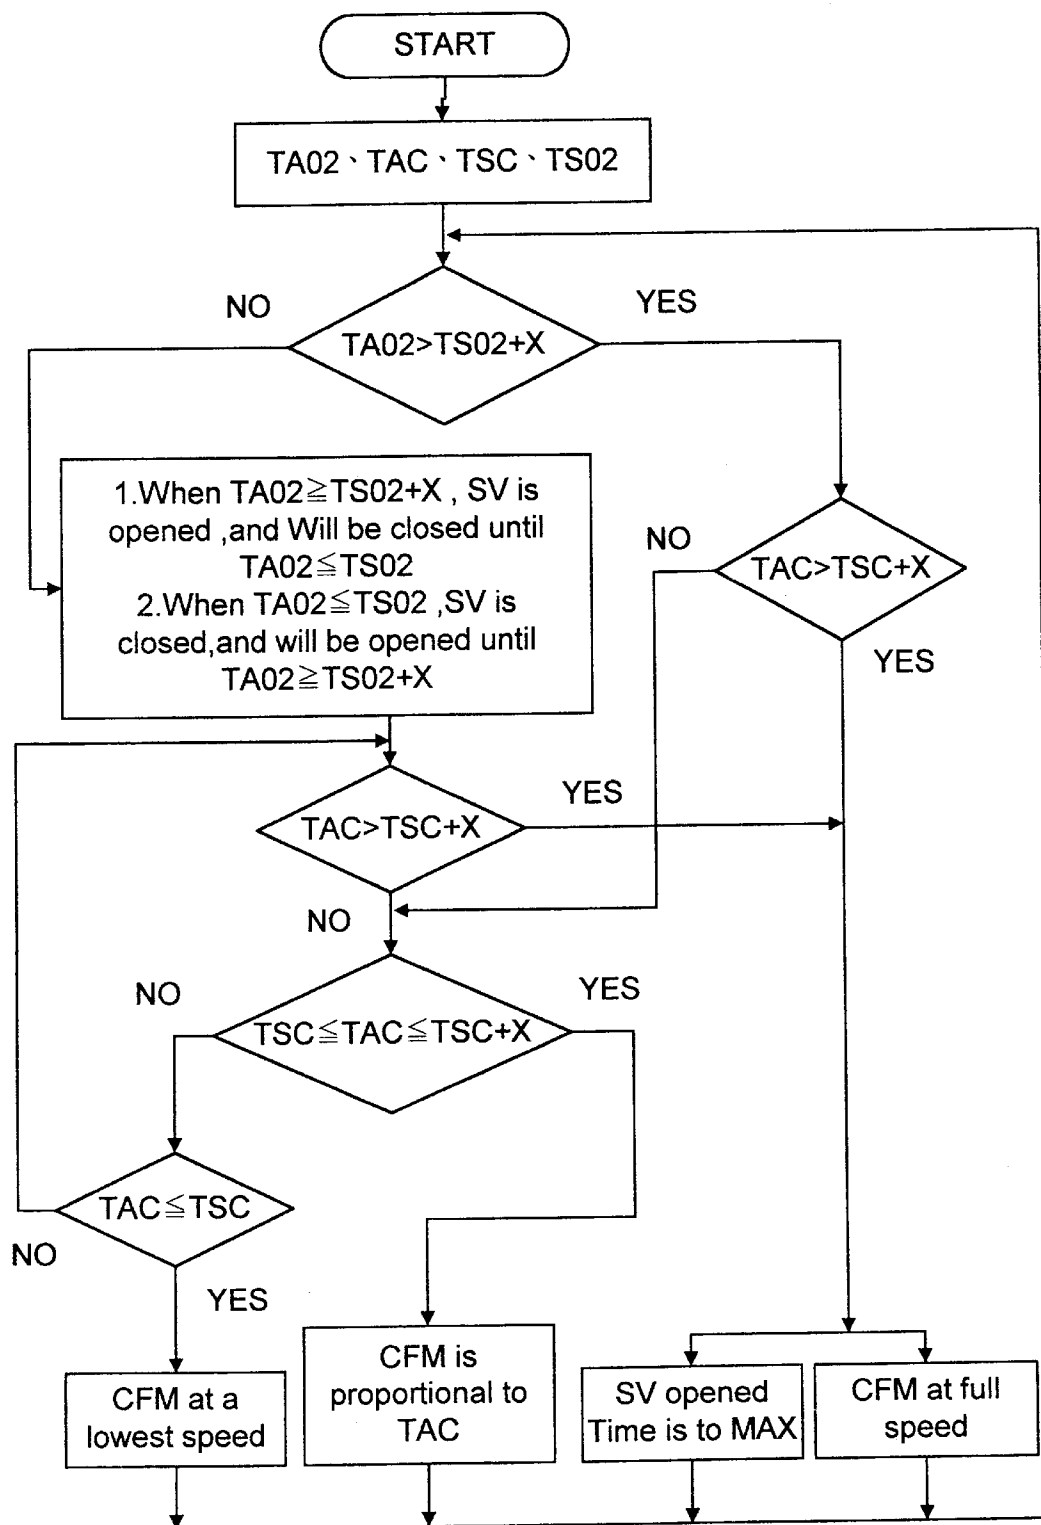 START
TA02、TAC、TSC、TS02
NO
YES
TA02>TS02+X
1.When TA02≧TS02+X , SV is
opened ,and Will be closed until
TA02≦TS02
2.When TA02≦TS02 ,SV is
closed,and will be opened until
TA02≧TS02+X
NO
TAC>TSC+X
YES
YES
TAC>TSC+X
NO
NO
YES
TSC≦TAC≦TSC+X
TAC≦TSC
NO
YES
CFM at a
lowest speed
CFM is
proportional to
TAC
SV opened
Time is to MAX
CFM at full
speed